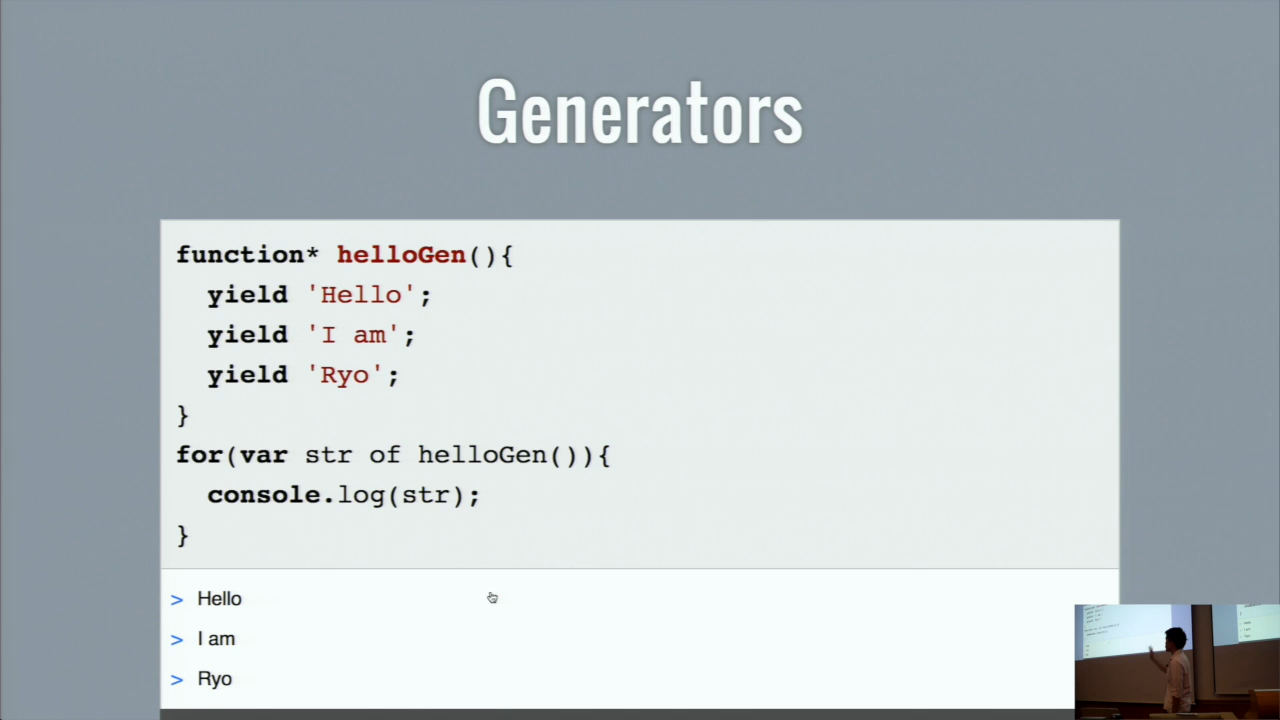 Generators
function* helloGen(){
  yield 'Hello';
  yield 'I am';
  yield 'Ryo';
}
for(var str of helloGen()){
  console.log(str);
}
> Hello
> I am
> Ryo